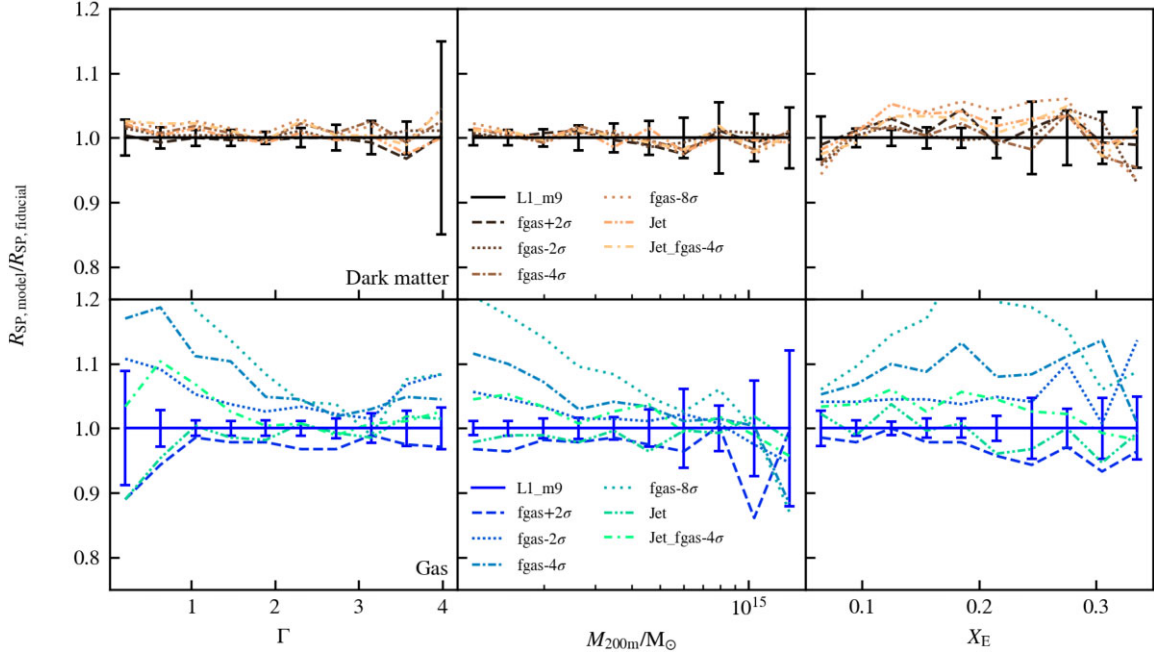 R_SP, model/R_SP, fiducial
1.2
1.1
1.0
0.9
0.8
L1_m9
fgas+2σ
fgas-2σ
fgas-4σ
fgas-8σ
Jet
Jet_fgas-4σ
Dark matter
1.2
1.1
1.0
0.9
0.8
L1_m9
fgas+2σ
fgas-2σ
fgas-4σ
fgas-8σ
Jet
Jet_fgas-4σ
Gas
1 2 3 4
10¹⁵
0.1 0.2 0.3
Γ
M_200m/M_⊙
X_E